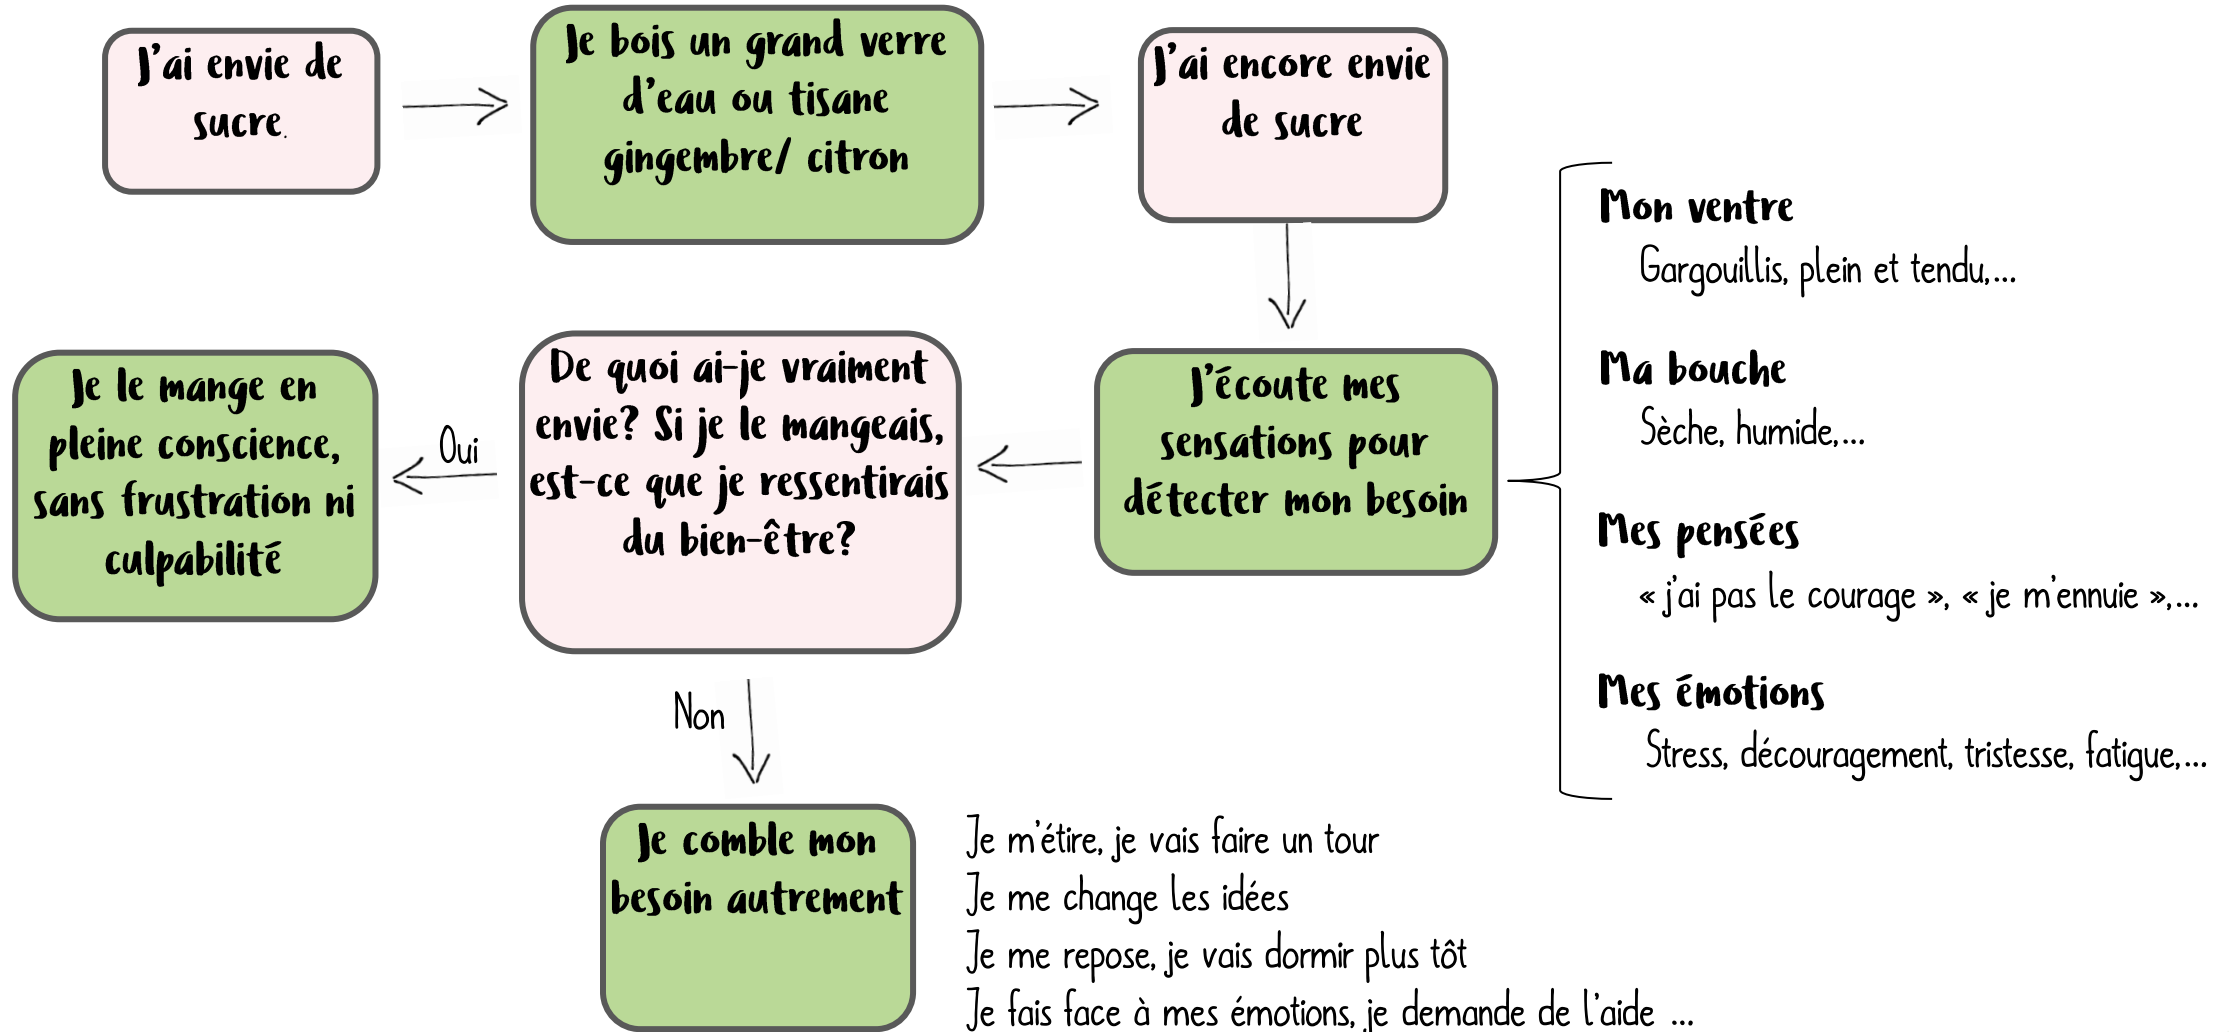 J'ai envie de
sucre.
Je bois un grand verre
d'eau ou tisane
gingembre/ citron
J'ai encore envie
de sucre
J'écoute mes
sensations pour
détecter mon besoin
Mon ventre
Gargouillis, plein et tendu,...
Ma bouche
Sèche, humide,...
Mes pensées
« j'ai pas le courage », « je m'ennuie »,...
Mes émotions
Stress, découragement, tristesse, fatigue,...
De quoi ai-je vraiment
envie? Si je le mangeais,
est-ce que je ressentirais
du bien-être?
Oui
Je le mange en
pleine conscience,
sans frustration ni
culpabilité
Non
Je comble mon
besoin autrement
Je m'étire, je vais faire un tour
Je me change les idées
Je me repose, je vais dormir plus tôt
Je fais face à mes émotions, je demande de l'aide ...